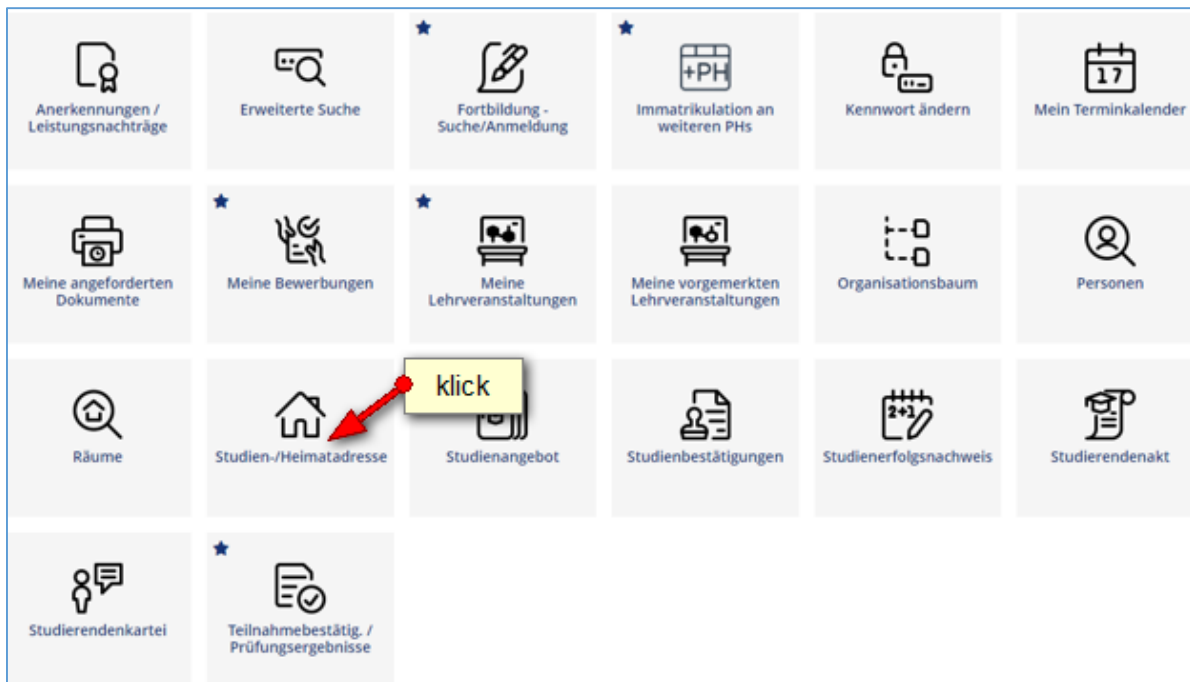 +PH
17
Anerkennungen /
Leistungsnachträge
Erweiterte Suche
Fortbildung -
Suche/Anmeldung
Immatrikulation an
weiteren PHs
Kennwort ändern
Mein Terminkalender
Meine angeforderten
Dokumente
Meine Bewerbungen
Meine
Lehrveranstaltungen
Meine vorgemerkten
Lehrveranstaltungen
Organisationsbaum
Personen
klick
2+1
Räume
Studien-/Heimatadresse
Studienangebot
Studienbestätigungen
Studienerfolgsnachweis
Studierendenakt
Studierendenkartei
Teilnahmebestätig. /
Prüfungsergebnisse